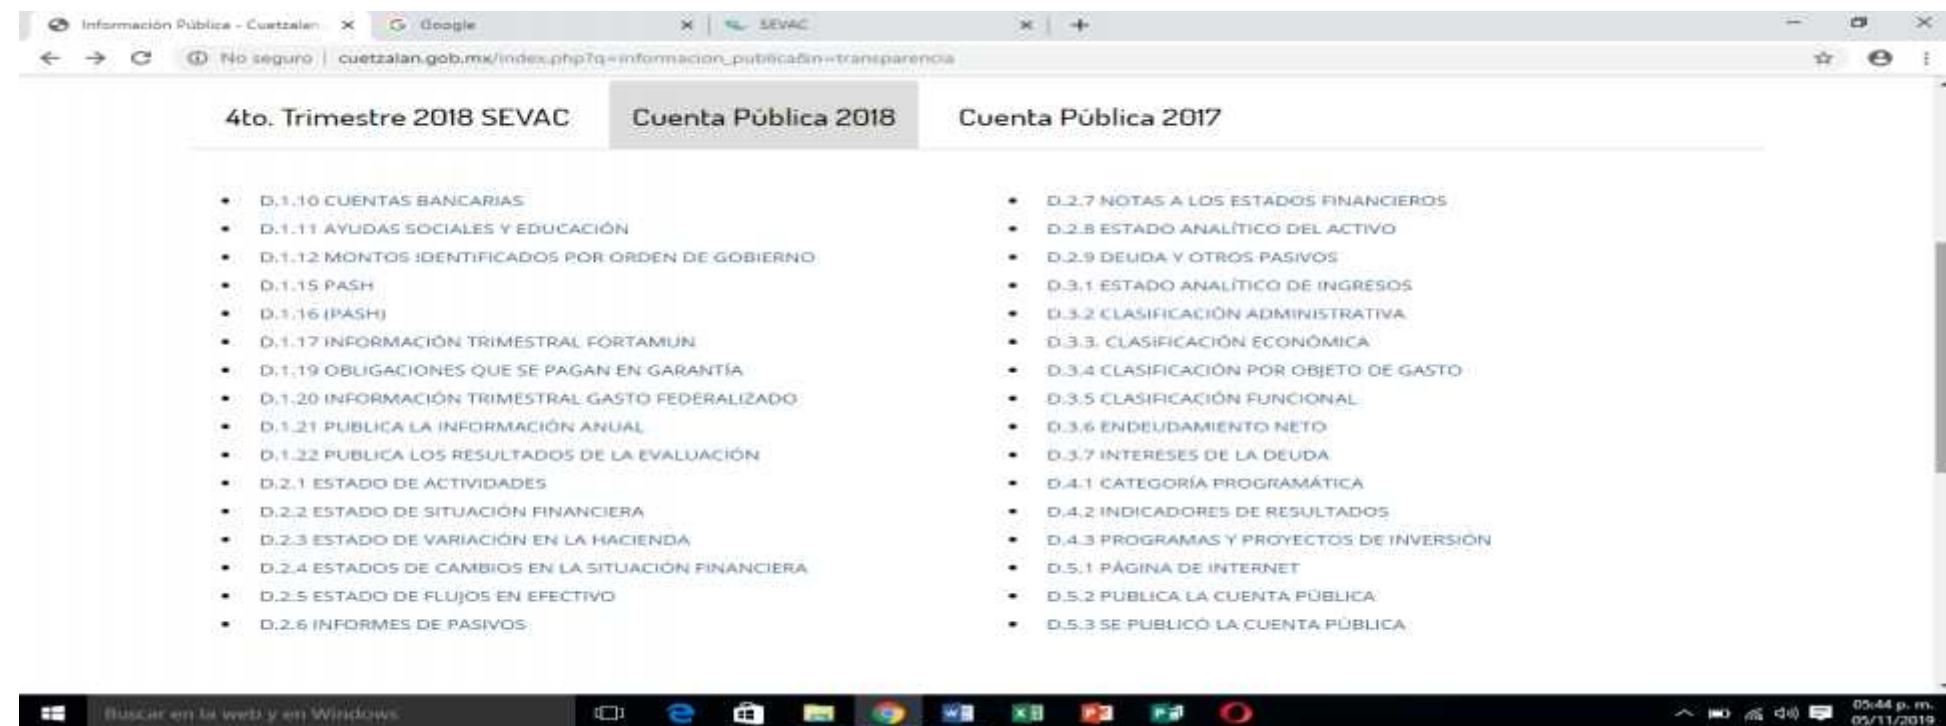 Información Pública - Cuetzalan
Google
SEVAC
No seguro | cuetzalan.gob.mx/index.php?q=informacion_publica&n=transparencia
4to. Trimestre 2018 SEVAC
Cuenta Pública 2018
Cuenta Pública 2017
D.1.10 CUENTAS BANCARIAS
D.1.11 AYUDAS SOCIALES Y EDUCACIÓN
D.1.12 MONTOS IDENTIFICADOS POR ORDEN DE GOBIERNO
D.1.15 PASH
D.1.16 (PASH)
D.1.17 INFORMACIÓN TRIMESTRAL FORTAMUN
D.1.19 OBLIGACIONES QUE SE PAGAN EN GARANTÍA
D.1.20 INFORMACIÓN TRIMESTRAL GASTO FEDERALIZADO
D.1.21 PUBLICA LA INFORMACIÓN ANUAL
D.1.22 PUBLICA LOS RESULTADOS DE LA EVALUACIÓN
D.2.1 ESTADO DE ACTIVIDADES
D.2.2 ESTADO DE SITUACIÓN FINANCIERA
D.2.3 ESTADO DE VARIACIÓN EN LA HACIENDA
D.2.4 ESTADOS DE CAMBIOS EN LA SITUACIÓN FINANCIERA
D.2.5 ESTADO DE FLUJOS EN EFECTIVO
D.2.6 INFORMES DE PASIVOS
D.2.7 NOTAS A LOS ESTADOS FINANCIEROS
D.2.8 ESTADO ANALÍTICO DEL ACTIVO
D.2.9 DEUDA Y OTROS PASIVOS
D.3.1 ESTADO ANALÍTICO DE INGRESOS
D.3.2 CLASIFICACIÓN ADMINISTRATIVA
D.3.3. CLASIFICACIÓN ECONÓMICA
D.3.4 CLASIFICACIÓN POR OBJETO DE GASTO
D.3.5 CLASIFICACIÓN FUNCIONAL
D.3.6 ENDEUDAMIENTO NETO
D.3.7 INTERESES DE LA DEUDA
D.4.1 CATEGORÍA PROGRAMÁTICA
D.4.2 INDICADORES DE RESULTADOS
D.4.3 PROGRAMAS Y PROYECTOS DE INVERSIÓN
D.5.1 PÁGINA DE INTERNET
D.5.2 PUBLICA LA CUENTA PÚBLICA
D.5.3 SE PUBLICÓ LA CUENTA PÚBLICA
Buscar en la web y en Windows
05:44 p. m.
05/11/2019